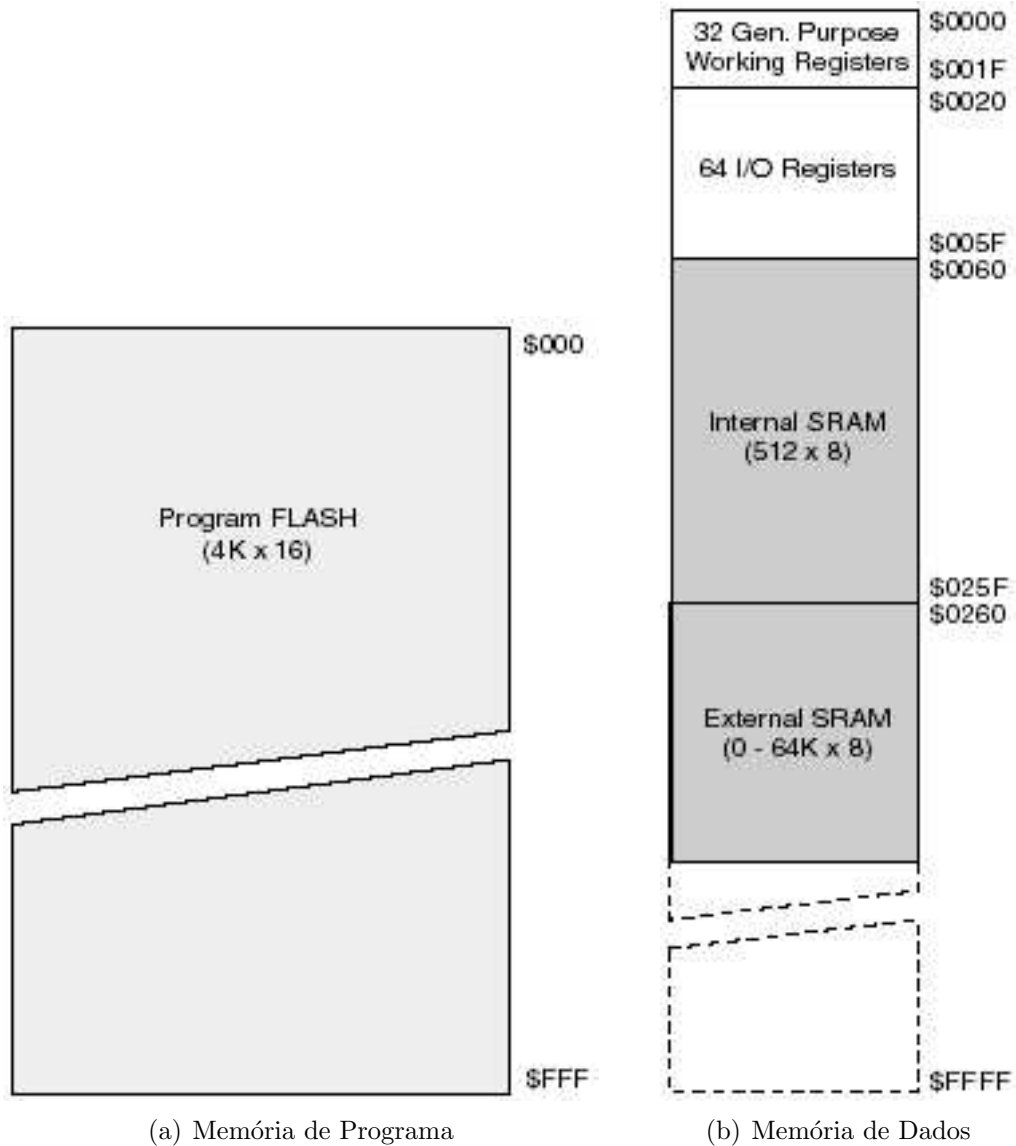 $000
Program FLASH
(4K x 16)
$FFF
(a) Memória de Programa
32 Gen. Purpose
Working Registers
$0000
$001F
$0020
64 I/O Registers
$005F
$0060
Internal SRAM
(512 x 8)
$025F
$0260
External SRAM
(0 - 64K x 8)
$FFFF
(b) Memória de Dados